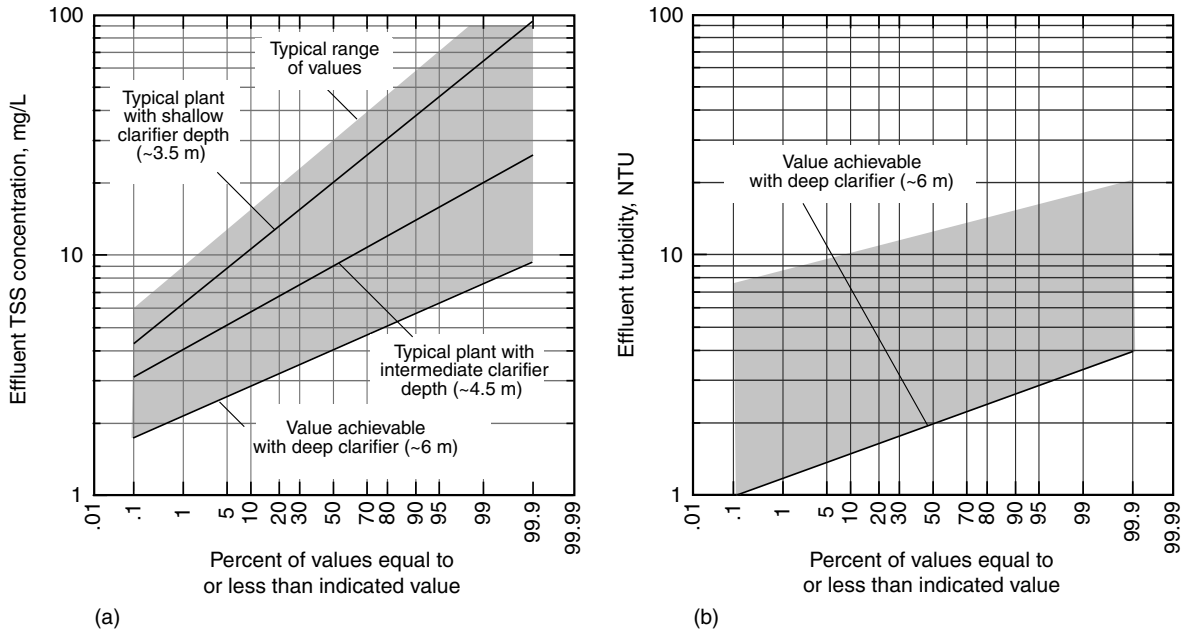 100
10
1
Effluent TSS concentration, mg/L
Typical range
of values
Typical plant
with shallow
clarifier depth
(~3.5 m)
Typical plant with
intermediate clarifier
depth (~4.5 m)
Value achievable
with deep clarifier (~6 m)
.01 .1 1 5 10 20 30 50 70 80 90 95 99 99.9 99.99
Percent of values equal to
or less than indicated value
(a)
100
10
1
Effluent turbidity, NTU
Value achievable
with deep clarifier (~6 m)
.01 .1 1 5 10 20 30 50 70 80 90 95 99 99.9 99.99
Percent of values equal to
or less than indicated value
(b)